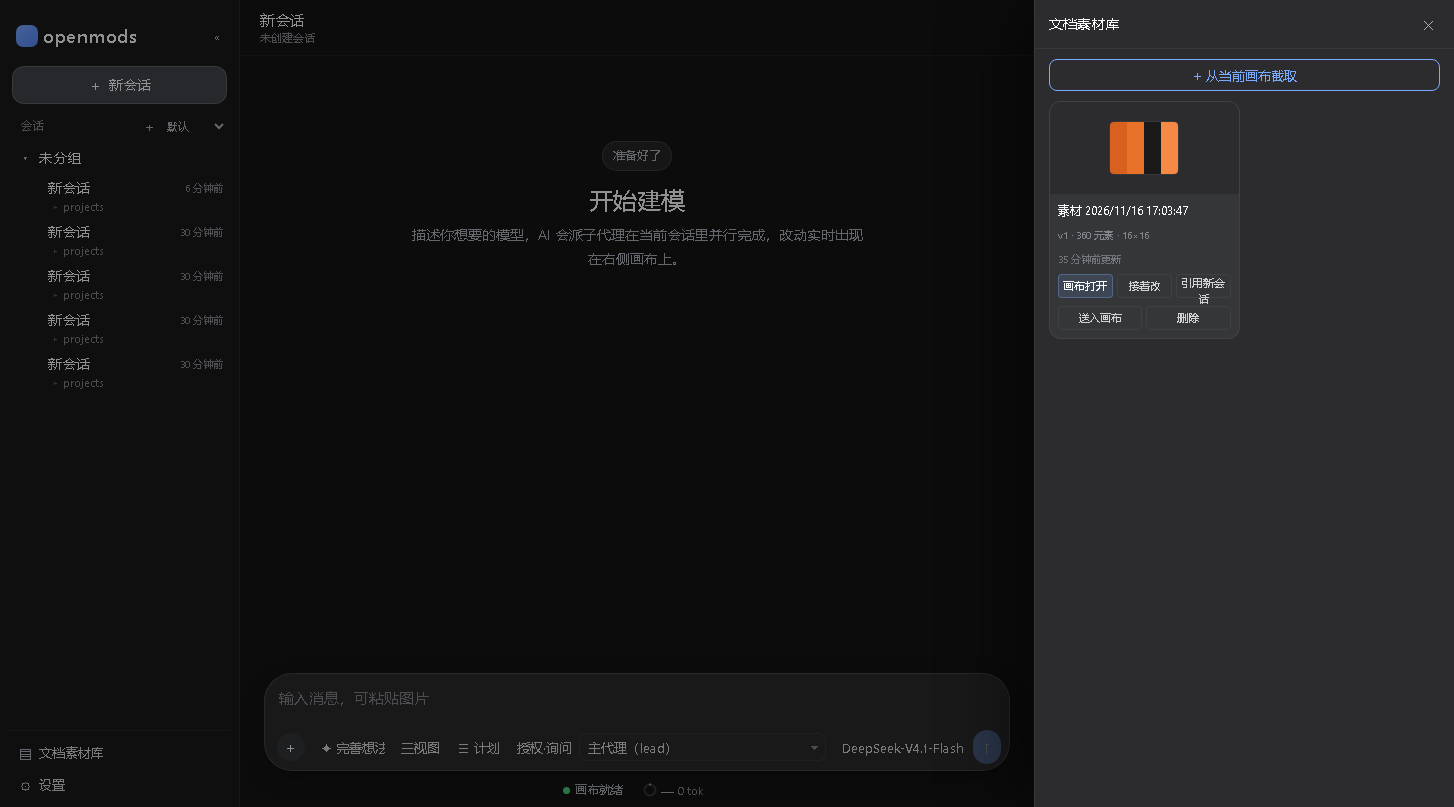 openmods
«
+ 新会话
会话
+ 默认
未分组
新会话 6 分钟前
projects
新会话 30 分钟前
projects
新会话 30 分钟前
projects
新会话 30 分钟前
projects
新会话 30 分钟前
projects
文档素材库
设置
新会话
未创建会话
准备好了
开始建模
描述你想要的模型，AI 会派子代理在当前会话里并行完成，改动实时出现
在右侧画布上。
输入消息，可粘贴图片
+ 完善想法 三视图 计划 授权·询问 主代理（lead） DeepSeek-V4.1-Flash ↑
画布就绪 — 0 tok
文档素材库
+ 从当前画布截取
素材 2026/11/16 17:03:47
v1 · 360 元素 · 16×16
35 分钟前更新
画布打开 接着改 引用新会
话
送入画布 删除